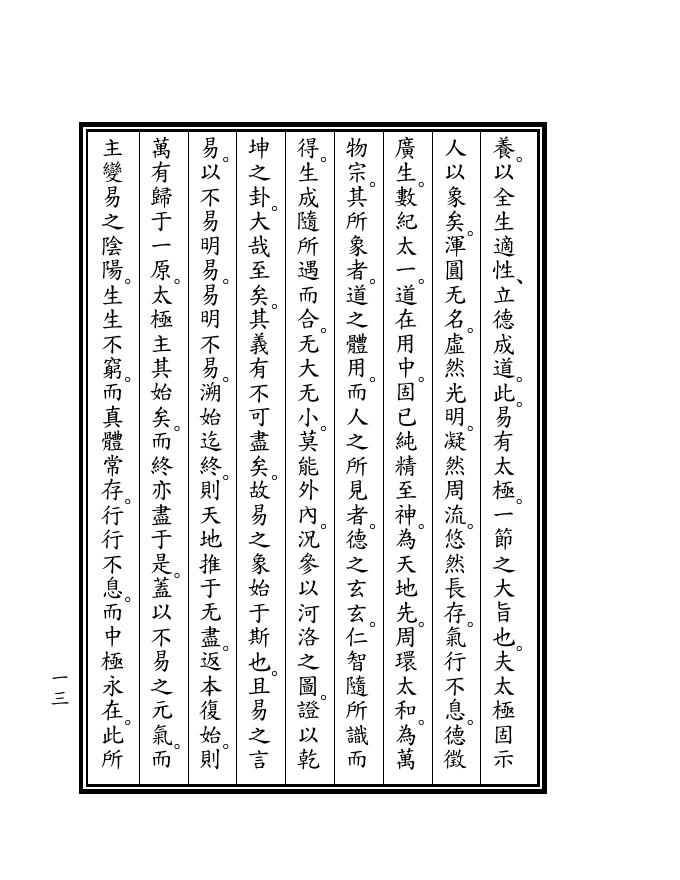 養。以全生適性、立德成道。此。易有太極。一節之大旨也。夫太極固示
人以象矣。渾圓无名。虛然光明。凝然周流。悠然長存。氣行不息。德徵
廣生。數紀太一。道在用中。固已純精至神。為天地先。周環太和。為萬
物宗。其所象者。道之體用。而人之所見者。德之玄玄。仁智隨所識而
得。生成隨所遇而合。无大无小。莫能外內。況參以河洛之圖。證以乾
坤之卦。大哉至矣。其義有不可盡矣。故易之象始于斯也。且易之言
易。以不易明易。易明不易。溯始迄終。則天地推于无盡。返本復始。則
萬有歸于一原。太極主其始矣。而終亦盡于是。蓋以不易之元氣。而
主變易之陰陽。生生不窮。而真體常存。行行不息。而中極永在。此所
一三